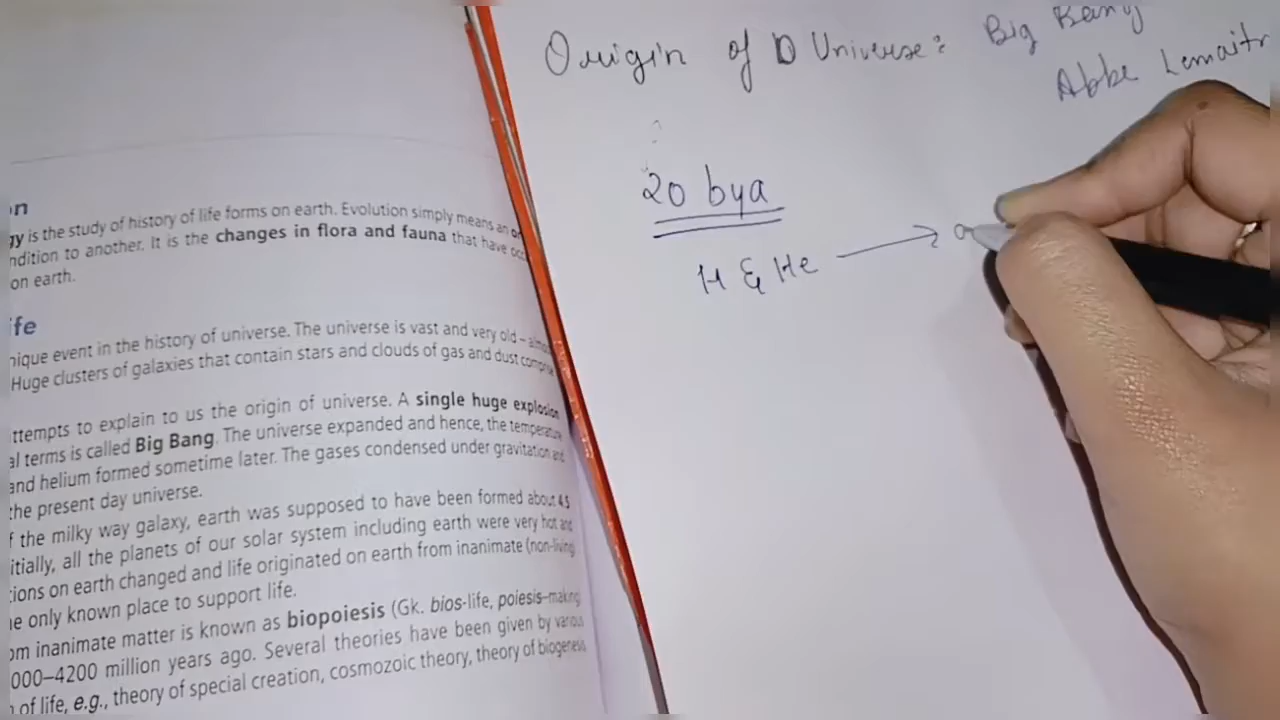 on
gy is the study of history of life forms on earth. Evolution simply means an or
ndition to another. It is the changes in flora and fauna that have occ
on earth.
ife
nique event in the history of universe. The universe is vast and very old – almo
Huge clusters of galaxies that contain stars and clouds of gas and dust comprise
ttempts to explain to us the origin of universe. A single huge explosion
al terms is called Big Bang. The universe expanded and hence, the temperature
and helium formed sometime later. The gases condensed under gravitation and
the present day universe.
f the milky way galaxy, earth was supposed to have been formed about 4.5
itially, all the planets of our solar system including earth were very hot and
tions on earth changed and life originated on earth from inanimate (non-living
e only known place to support life.
om inanimate matter is known as biopoiesis (Gk. bios-life, poiesis-making
000–4200 million years ago. Several theories have been given by various
of life, e.g., theory of special creation, cosmozoic theory, theory of biogenesis
Origin of D Universe: Big Bang
Abbe Lemaitr
20 bya
H & He →